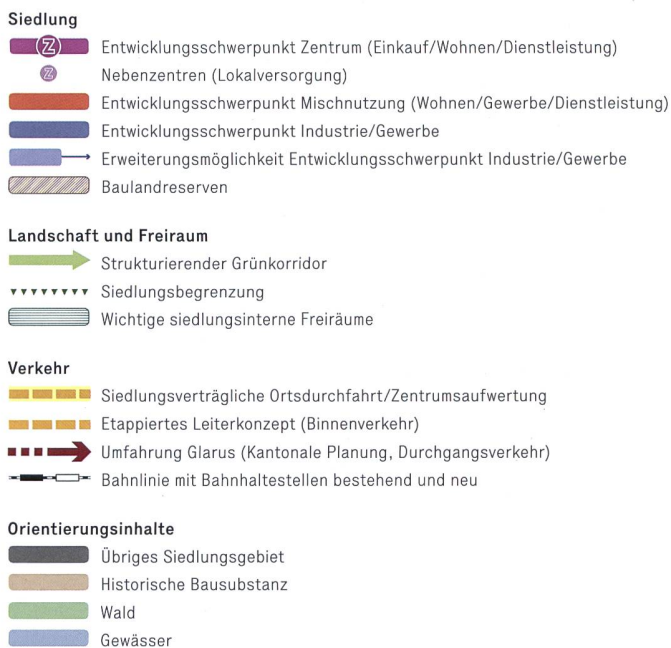 Siedlung
Z Entwicklungsschwerpunkt Zentrum (Einkauf/Wohnen/Dienstleistung)
Z Nebenzentren (Lokalversorgung)
Entwicklungsschwerpunkt Mischnutzung (Wohnen/Gewerbe/Dienstleistung)
Entwicklungsschwerpunkt Industrie/Gewerbe
Erweiterungsmöglichkeit Entwicklungsschwerpunkt Industrie/Gewerbe
Baulandreserven
Landschaft und Freiraum
Strukturierender Grünkorridor
Siedlungsbegrenzung
Wichtige siedlungsinterne Freiräume
Verkehr
Siedlungsverträgliche Ortsdurchfahrt/Zentrumsaufwertung
Etappiertes Leiterkonzept (Binnenverkehr)
Umfahrung Glarus (Kantonale Planung, Durchgangsverkehr)
Bahnlinie mit Bahnhaltestellen bestehend und neu
Orientierungsinhalte
Übriges Siedlungsgebiet
Historische Bausubstanz
Wald
Gewässer